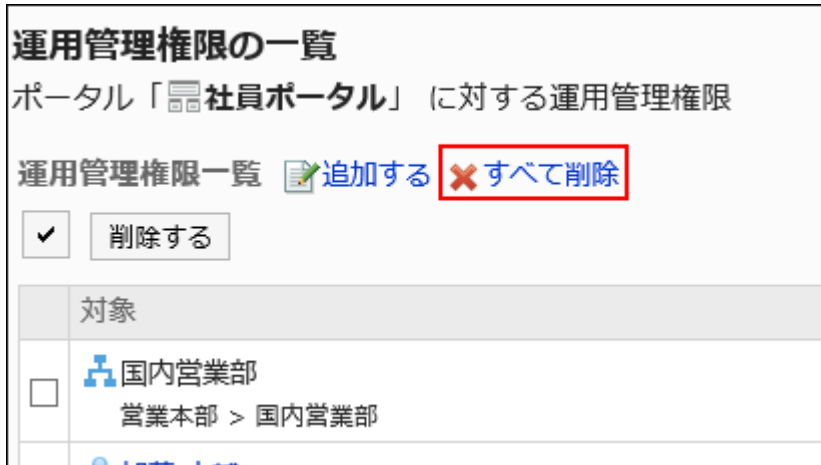 運用管理権限の一覧
ポータル「社員ポータル」 に対する運用管理権限
運用管理権限一覧 追加する すべて削除
削除する
対象
国内営業部
営業本部 > 国内営業部